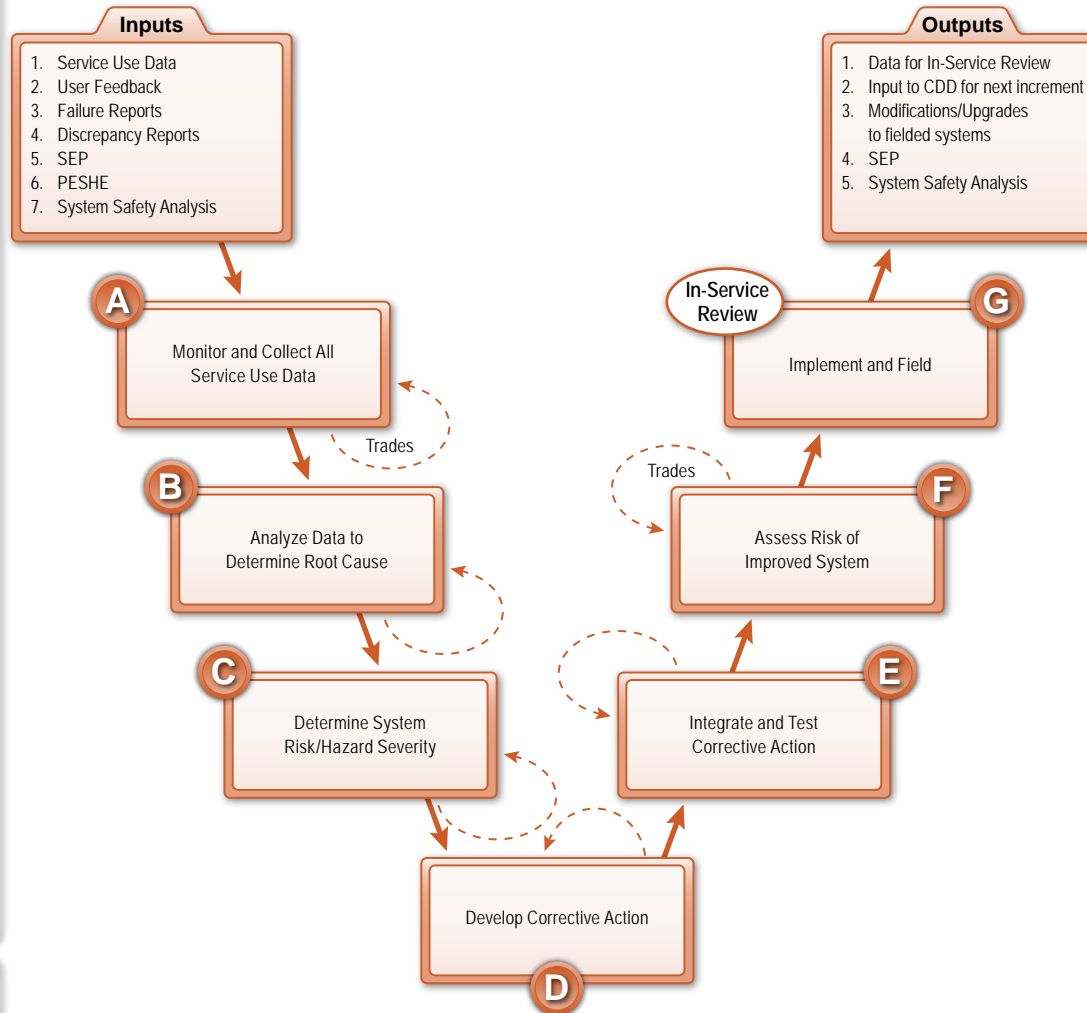 Inputs
1. Service Use Data
2. User Feedback
3. Failure Reports
4. Discrepancy Reports
5. SEP
6. PESHE
7. System Safety Analysis
Outputs
1. Data for In-Service Review
2. Input to CDD for next increment
3. Modifications/Upgrades
to fielded systems
4. SEP
5. System Safety Analysis
A
Monitor and Collect All
Service Use Data
Trades
B
Analyze Data to
Determine Root Cause
C
Determine System
Risk/Hazard Severity
Develop Corrective Action
D
E
Integrate and Test
Corrective Action
Trades
F
Assess Risk of
Improved System
In-Service
Review
G
Implement and Field